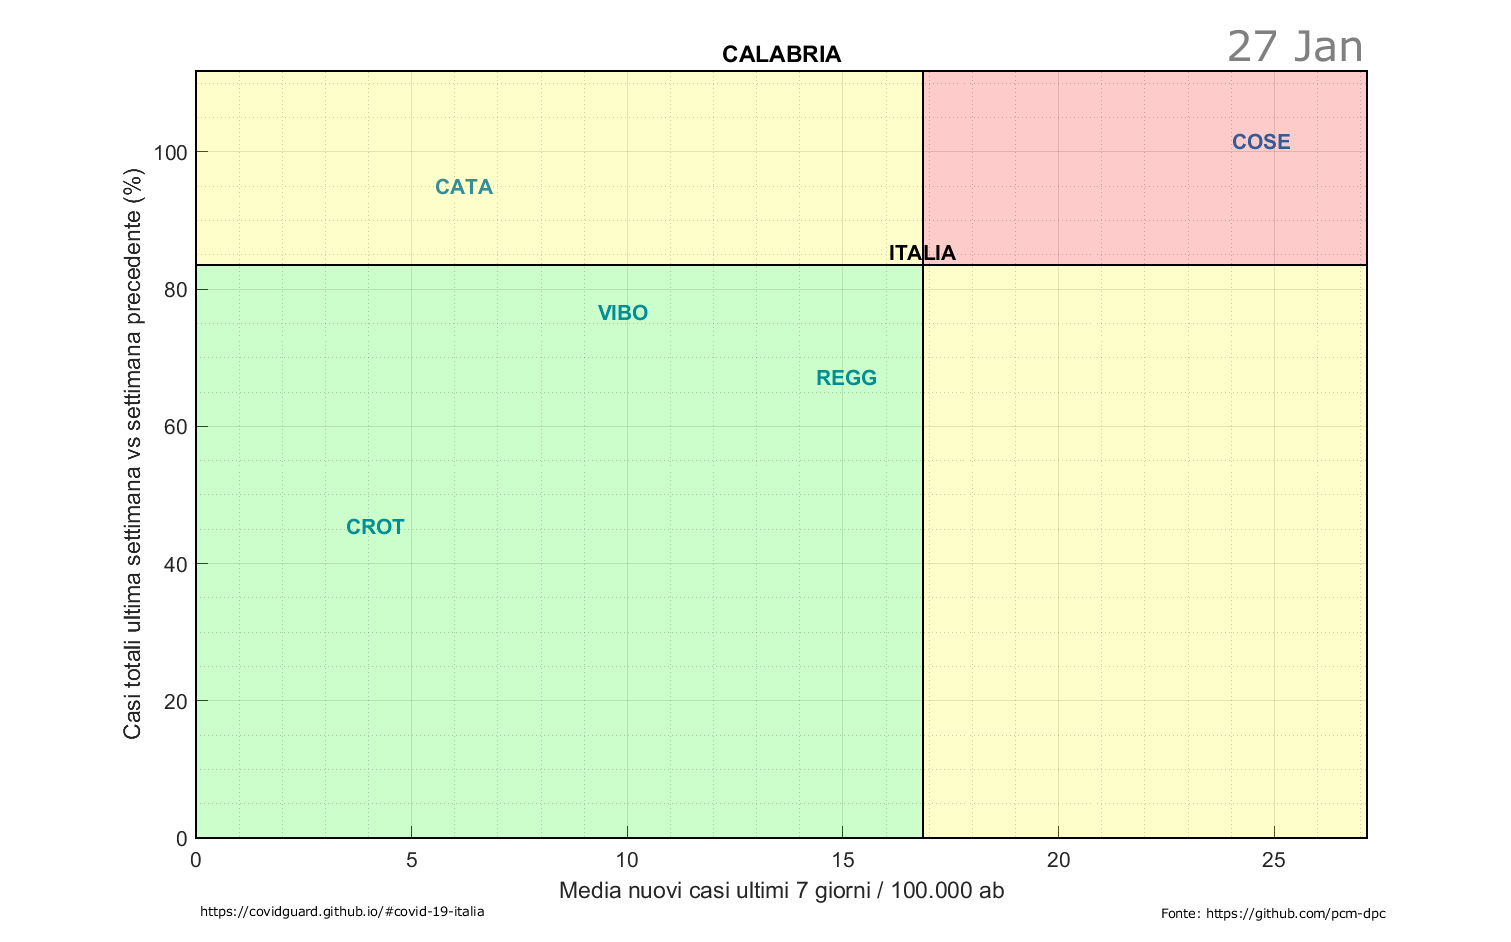 27 Jan
CALABRIA
Casi totali ultima settimana vs settimana precedente (%)
100
80
60
40
20
0
COSE
CATA
ITALIA
VIBO
REGG
CROT
0 5 10 15 20 25
Media nuovi casi ultimi 7 giorni / 100.000 ab
https://covidguard.github.io/#covid-19-italia
Fonte: https://github.com/pcm-dpc